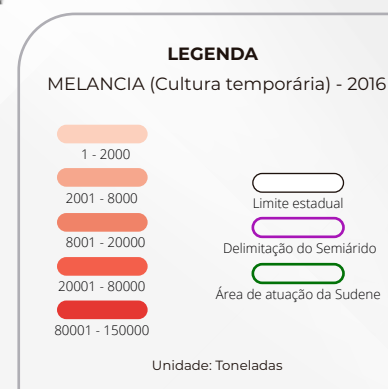 LEGENDA
MELANCIA (Cultura temporária) - 2016
1 - 2000
2001 - 8000
8001 - 20000
20001 - 80000
80001 - 150000
Limite estadual
Delimitação do Semiárido
Área de atuação da Sudene
Unidade: Toneladas